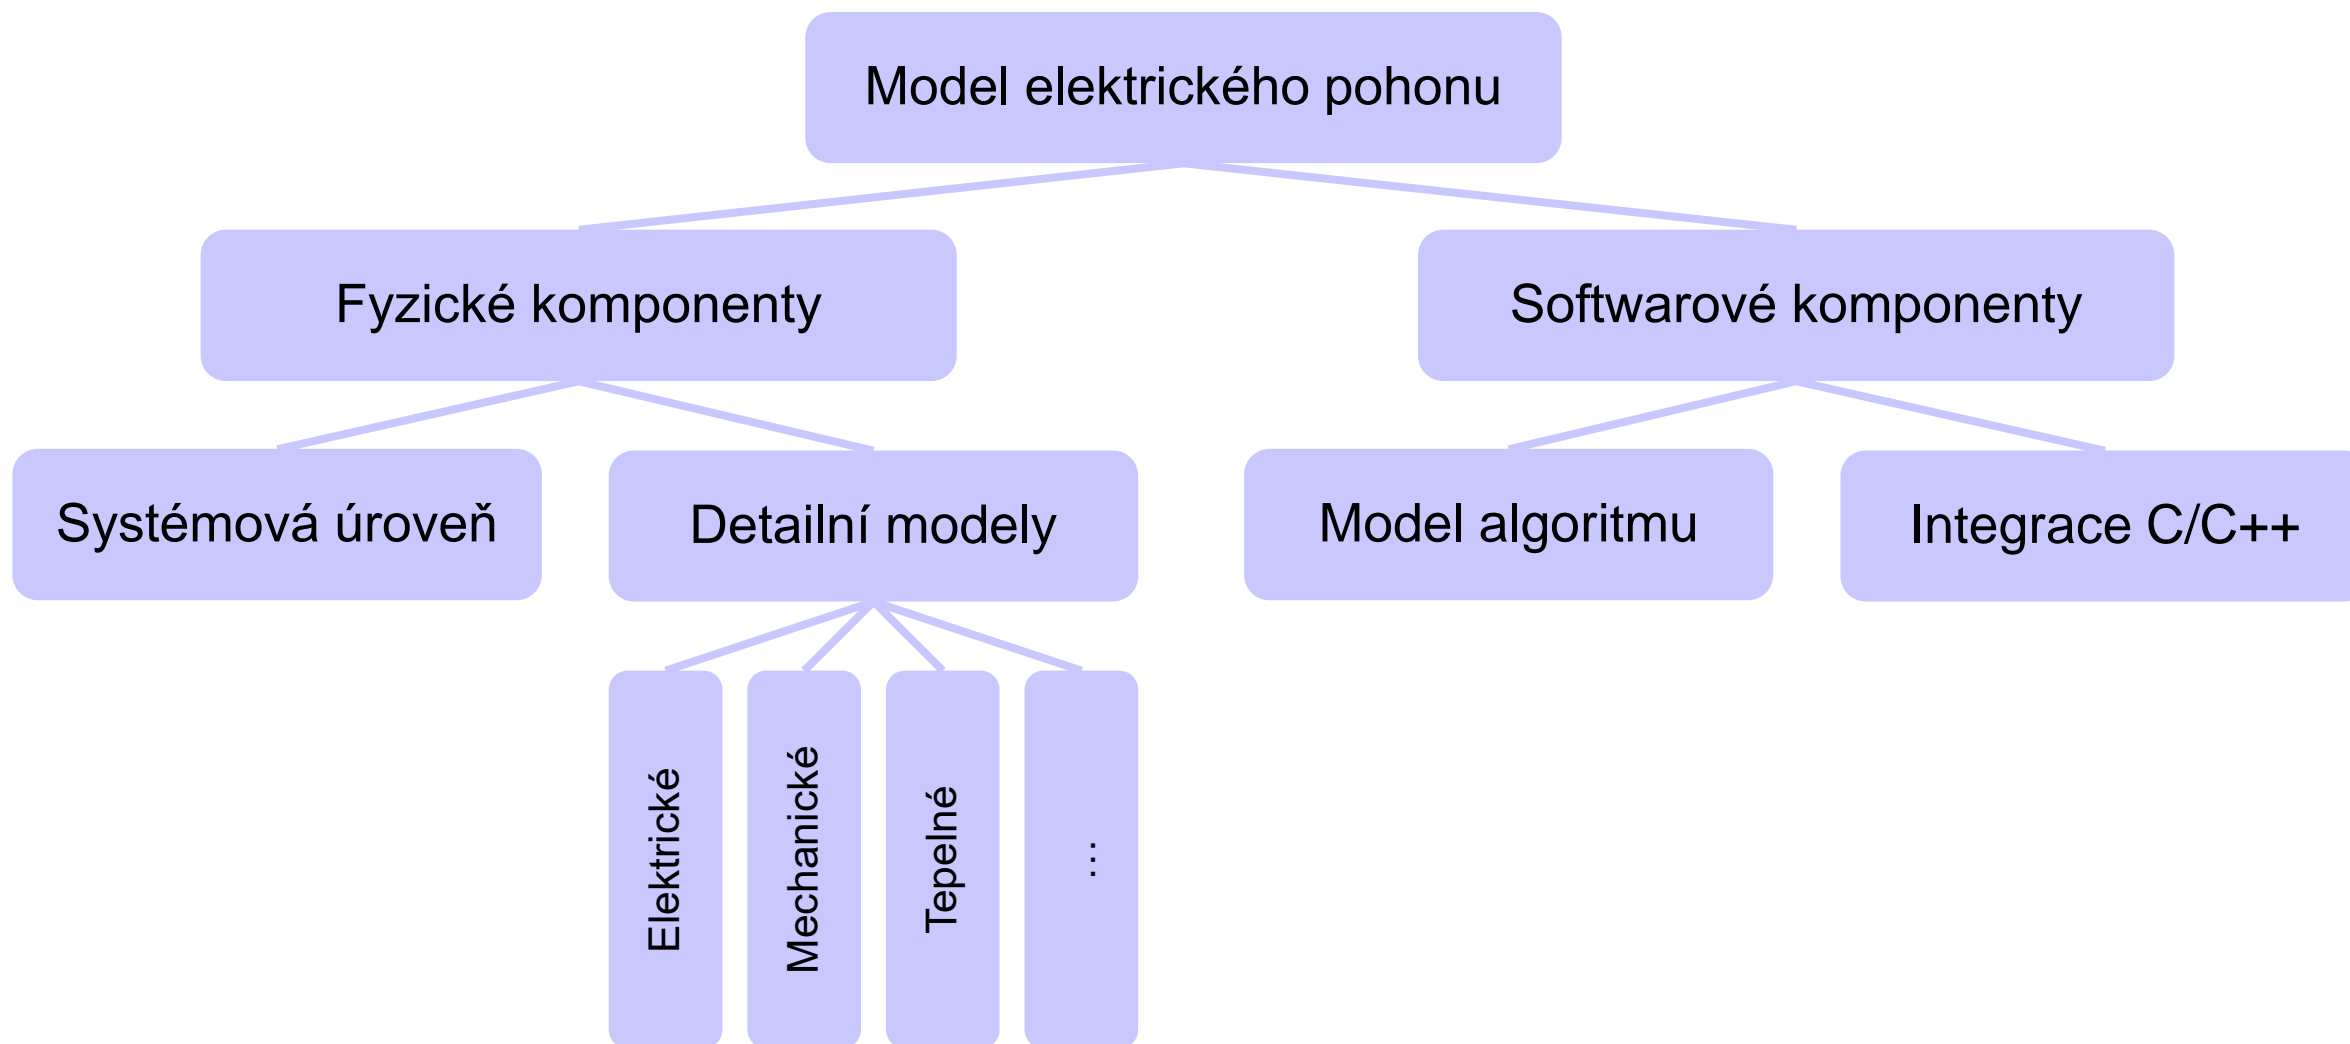 Model elektrického pohonu
Fyzické komponenty
Softwarové komponenty
Systémová úroveň
Detailní modely
Model algoritmu
Integrace C/C++
Elektrické
Mechanické
Tepelné
…